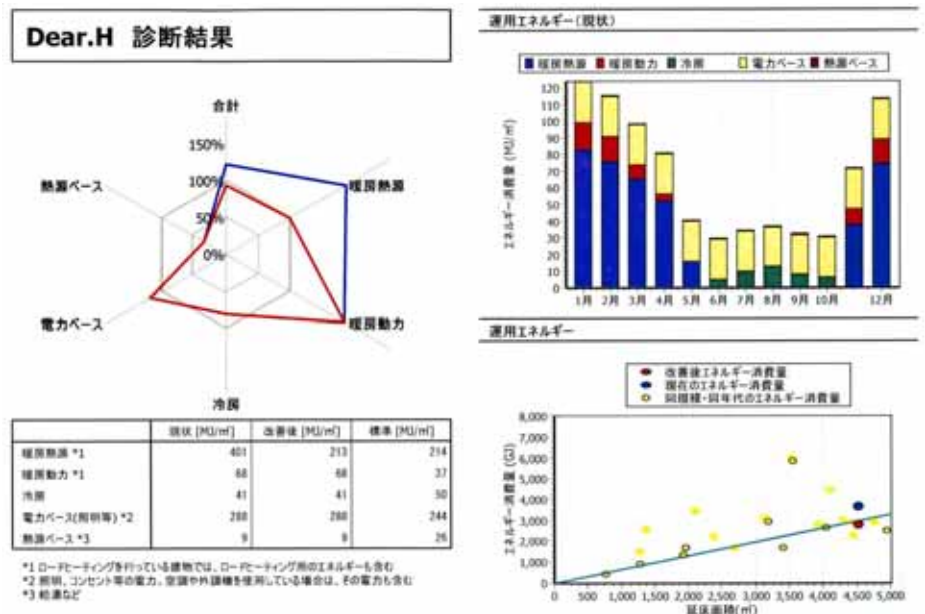 Dear.H 診断結果
合計
150%
100%
50%
0%
熱源ベース
暖房熱源
電力ベース
暖房動力
冷房
現状 [MJ/㎡] 改善後 [MJ/㎡] 標準 [MJ/㎡]
暖房熱源 *1 401 213 214
暖房動力 *1 68 68 37
冷房 41 41 50
電力ベース(照明等) *2 288 288 244
熱源ベース *3 9 9 26
*1 ロードヒーティングを行っている建物では、ロードヒーティング用のエネルギーも含む
*2 照明、コンセント等の電力、空調や外調機を使用している場合は、その電力も含む
*3 給湯など
運用エネルギー(現状)
暖房熱源 暖房動力 冷房 電力ベース 熱源ベース
エネルギー消費量 (MJ/㎡)
120
110
100
90
80
70
60
50
40
30
20
10
0
1月 2月 3月 4月 5月 6月 7月 8月 9月 10月 12月
運用エネルギー
改善後エネルギー消費量
現在のエネルギー消費量
同規模・同年代のエネルギー消費量
エネルギー消費量 (GJ)
8,000
7,000
6,000
5,000
4,000
3,000
2,000
1,000
0
0 500 1,000 1,500 2,000 2,500 3,000 3,500 4,000 4,500 5,000
延床面積(㎡)